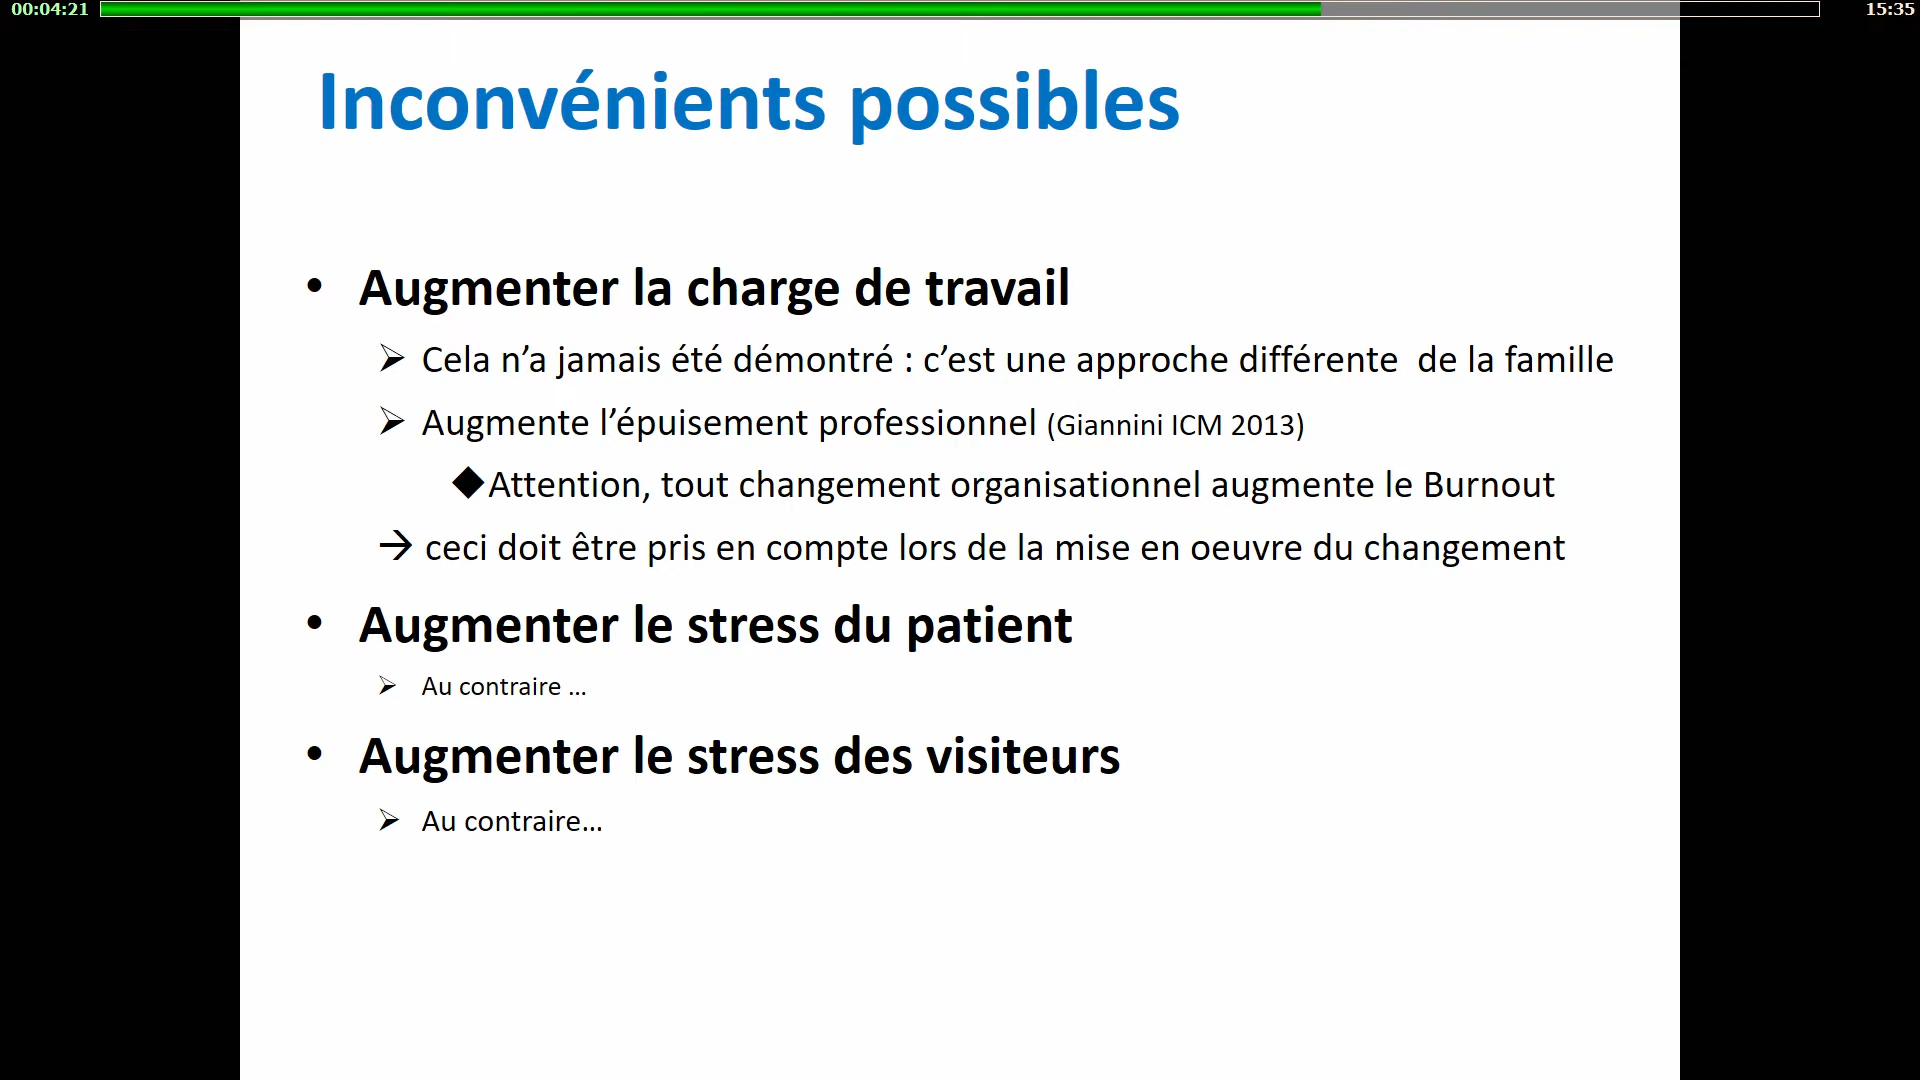 00:04:21
15:35
Inconvénients possibles
• Augmenter la charge de travail
➢ Cela n’a jamais été démontré : c’est une approche différente  de la famille
➢ Augmente l’épuisement professionnel (Giannini ICM 2013)
◆Attention, tout changement organisationnel augmente le Burnout
→ ceci doit être pris en compte lors de la mise en oeuvre du changement
• Augmenter le stress du patient
➢ Au contraire …
• Augmenter le stress des visiteurs
➢ Au contraire…